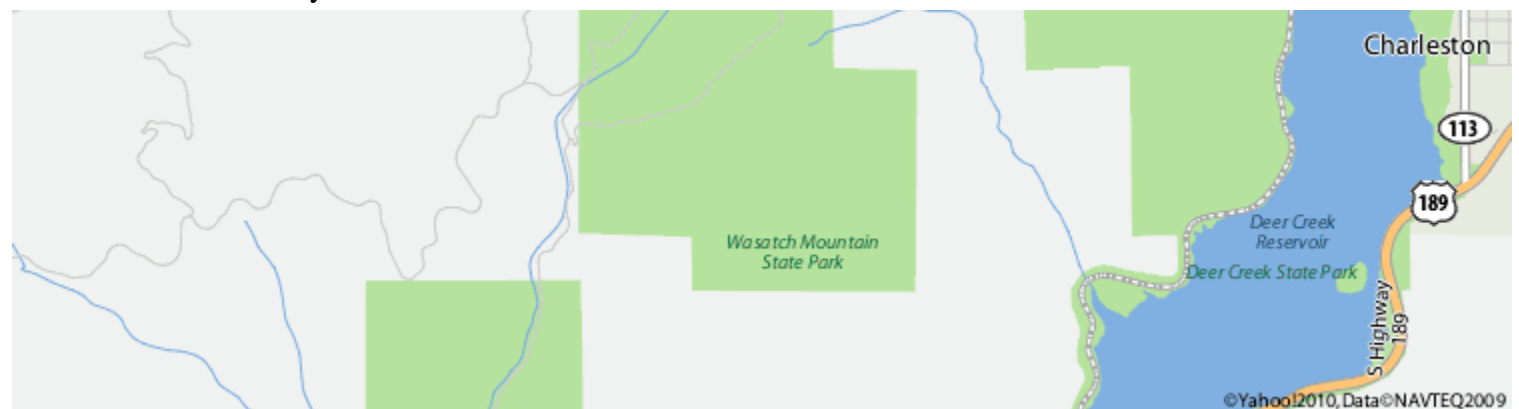 Charleston
113
189
Deer Creek
Reservoir
Wasatch Mountain
State Park
Deer Creek State Park
S Highway
189
©Yahoo!2010, Data©NAVTEQ2009